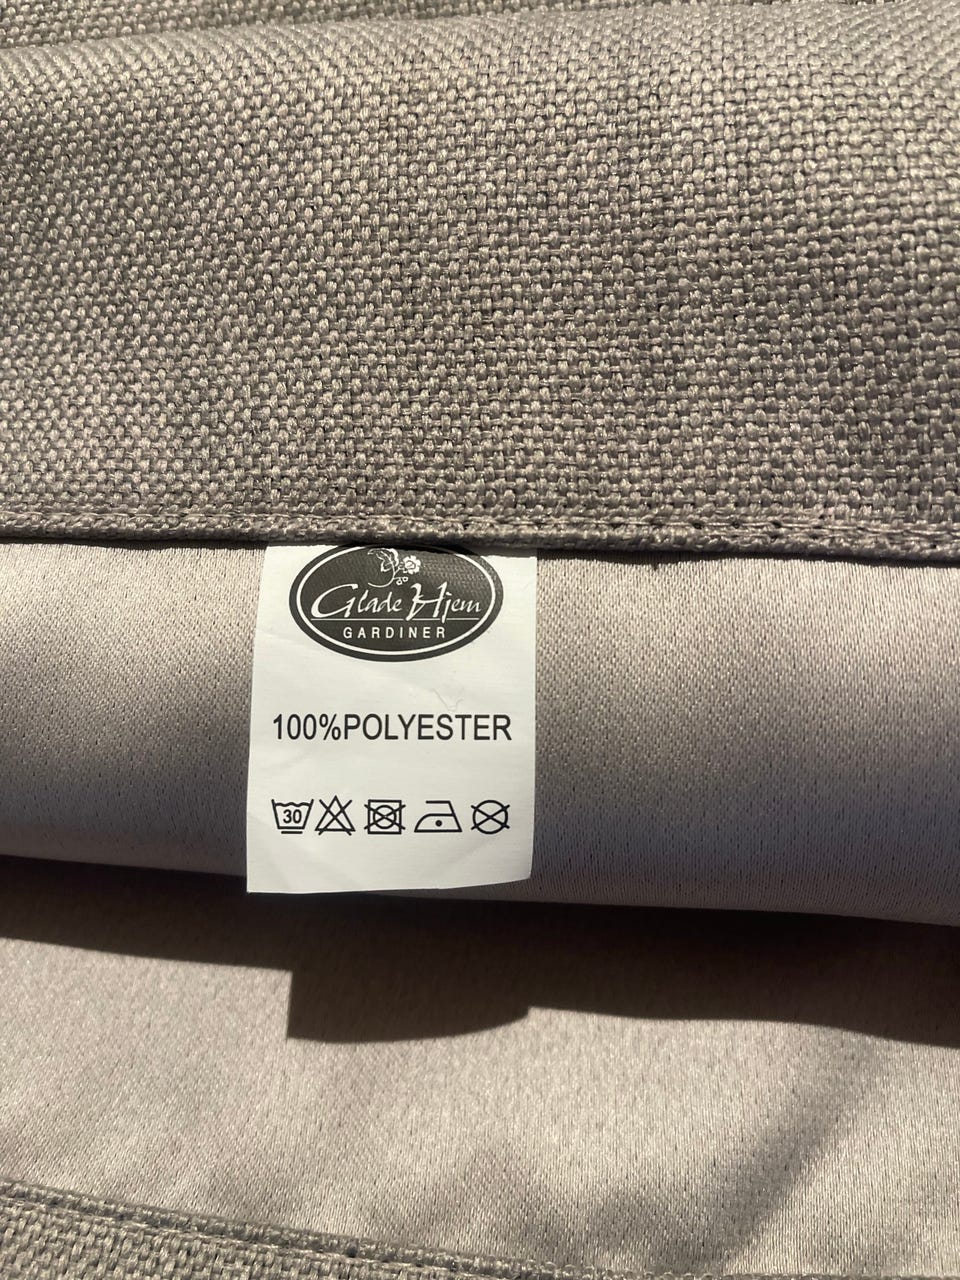 Glade Hjem
GARDINER
100%POLYESTER
30